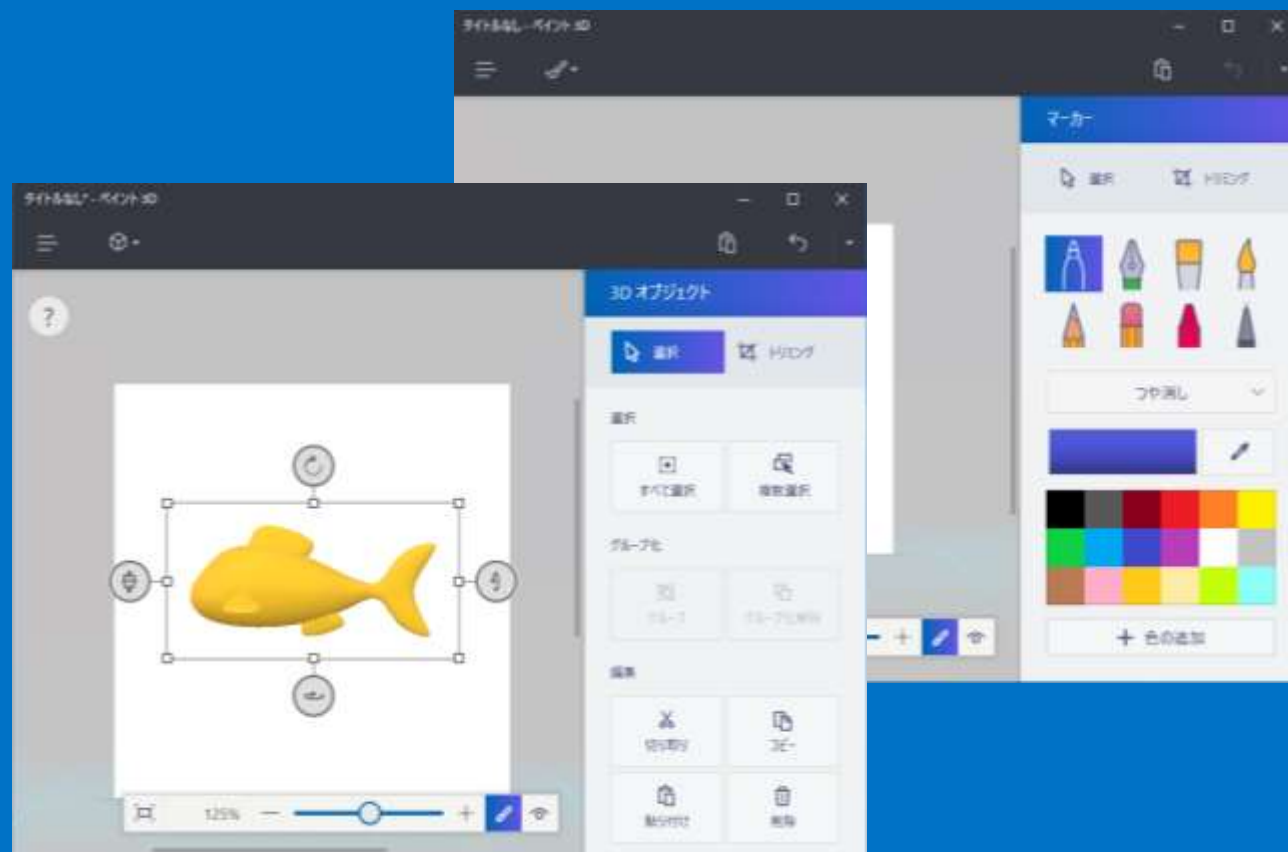 タイトルなし - ペイント 3D
マーカー
選択
トリミング
つや消し
色の追加
タイトルなし* - ペイント 3D
?
3D オブジェクト
選択
トリミング
選択
すべて選択
複数選択
グループ化
グループ
グループ化解除
編集
切り取り
コピー
貼り付け
削除
125%